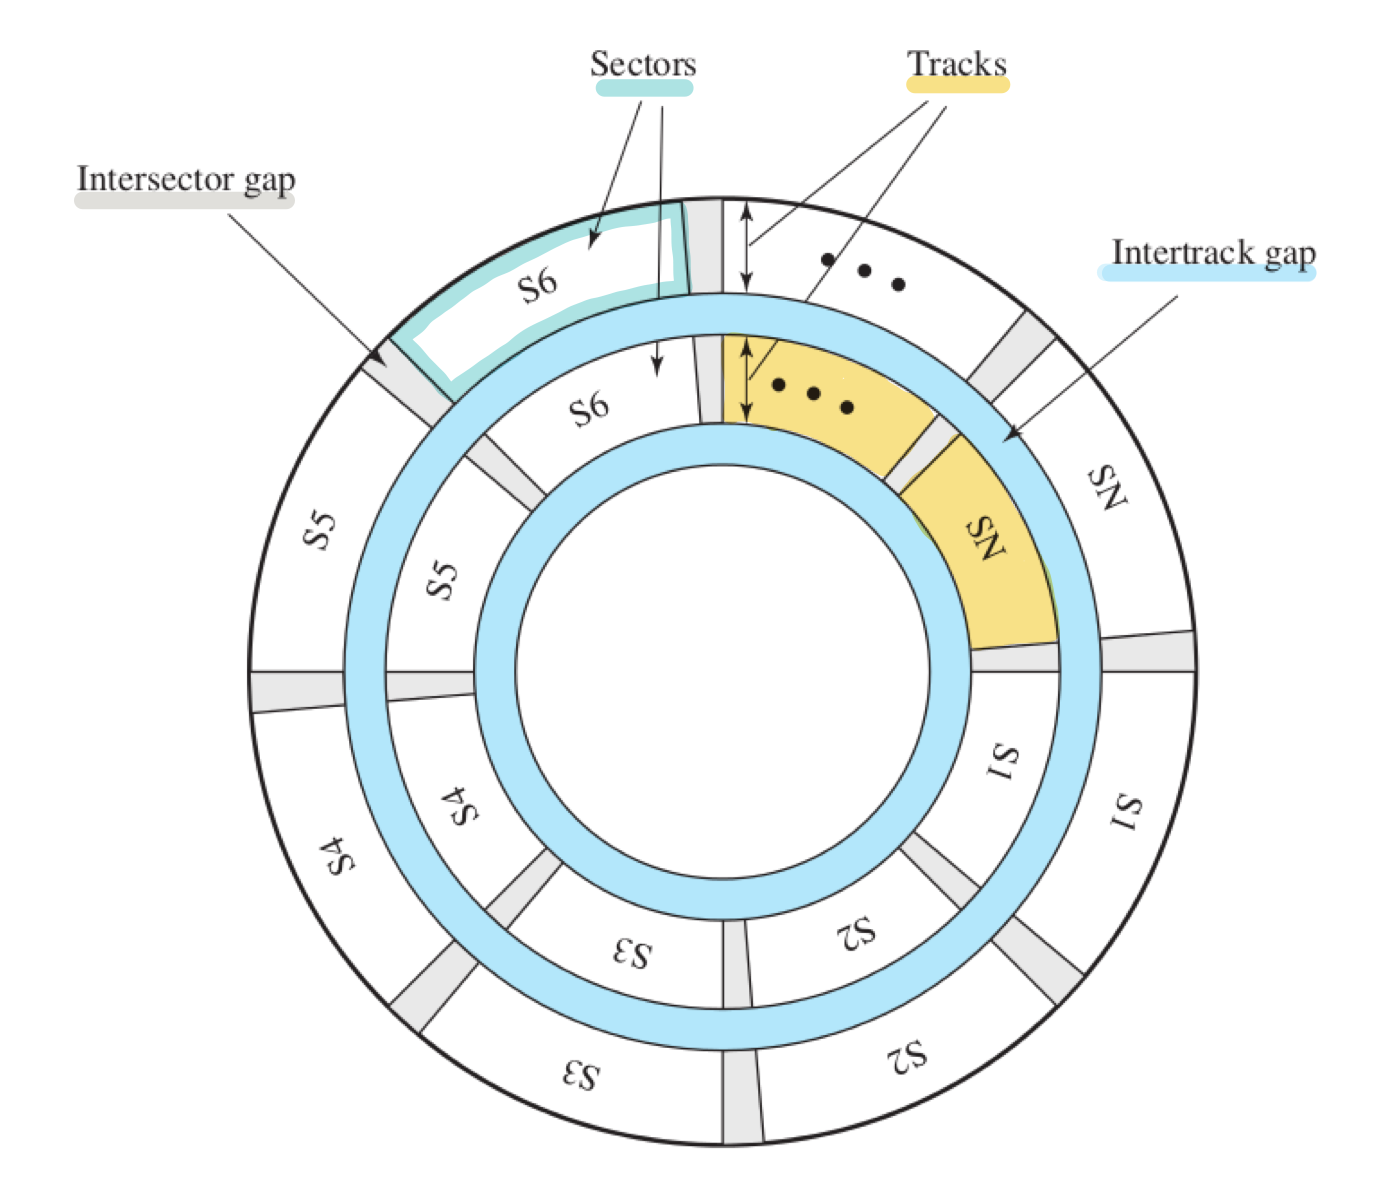 Sectors
Tracks
Intersector gap
Intertrack gap
S6
• • •
SN
S1
S2
S3
S4
S5
S6
• • •
SN
S1
S2
S3
S4
S5